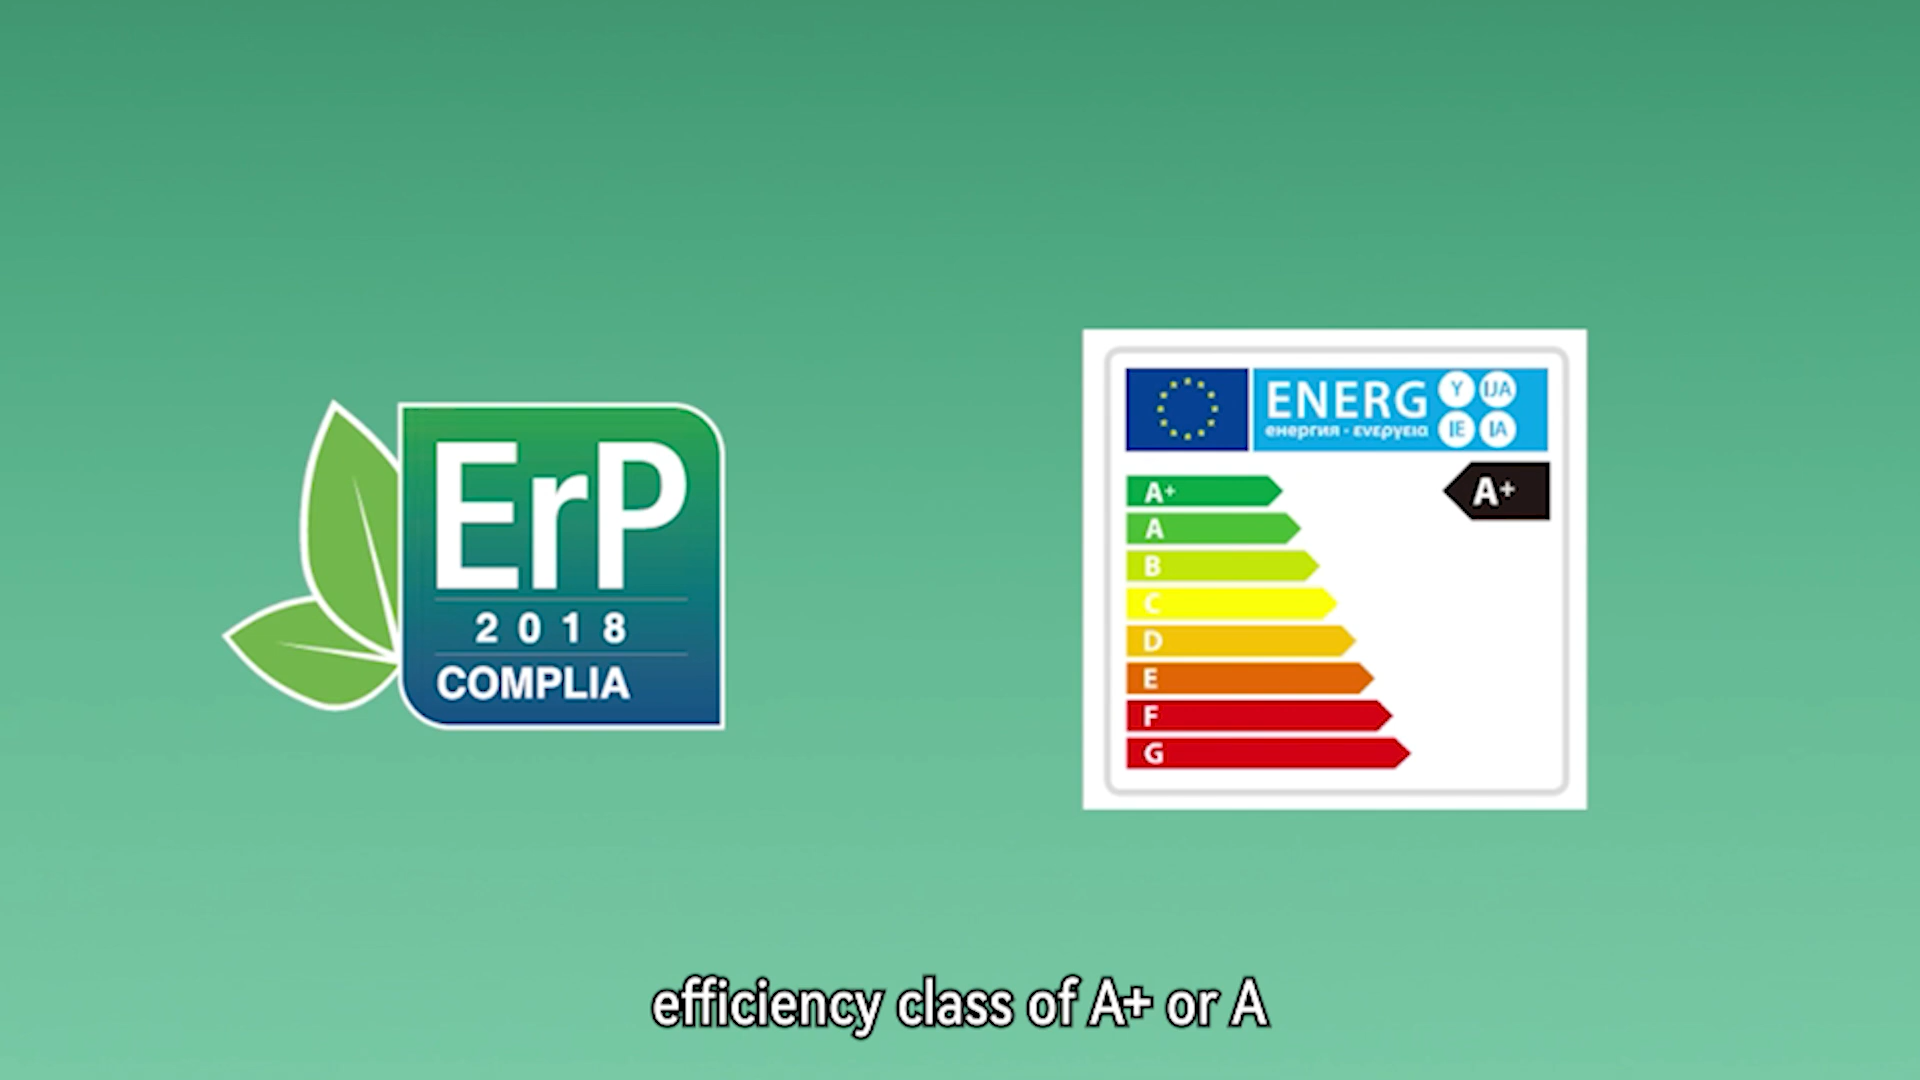 ErP
2018
COMPLIA
ENERG
енергия · ενεργεια
Y IJA
IE IA
A+
A+
A
B
C
D
E
F
G
efficiency class of A+ or A